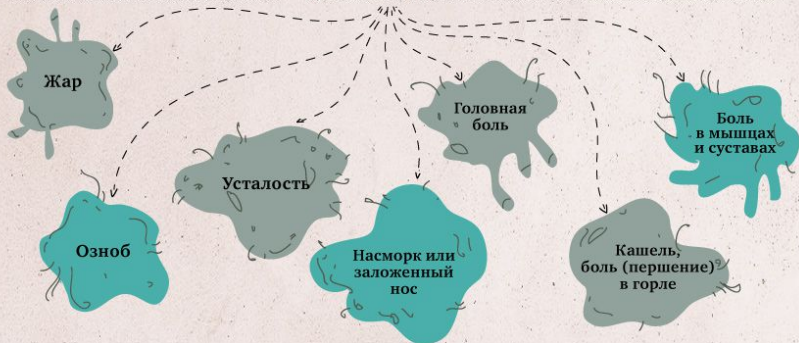 Жар
Озноб
Усталость
Насморк или
заложенный
нос
Головная
боль
Кашель,
боль (першение)
в горле
Боль
в мышцах
и суставах